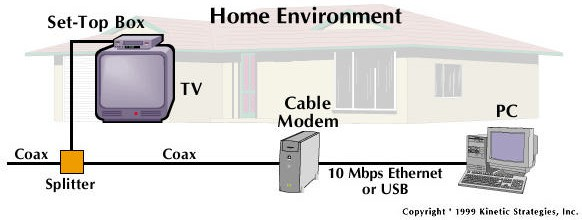 Home Environment
Set-Top Box
TV
Cable
Modem
PC
Coax
Coax
Splitter
10 Mbps Ethernet
or USB
Copyright * 1999 Kinetic Strategies, Inc.